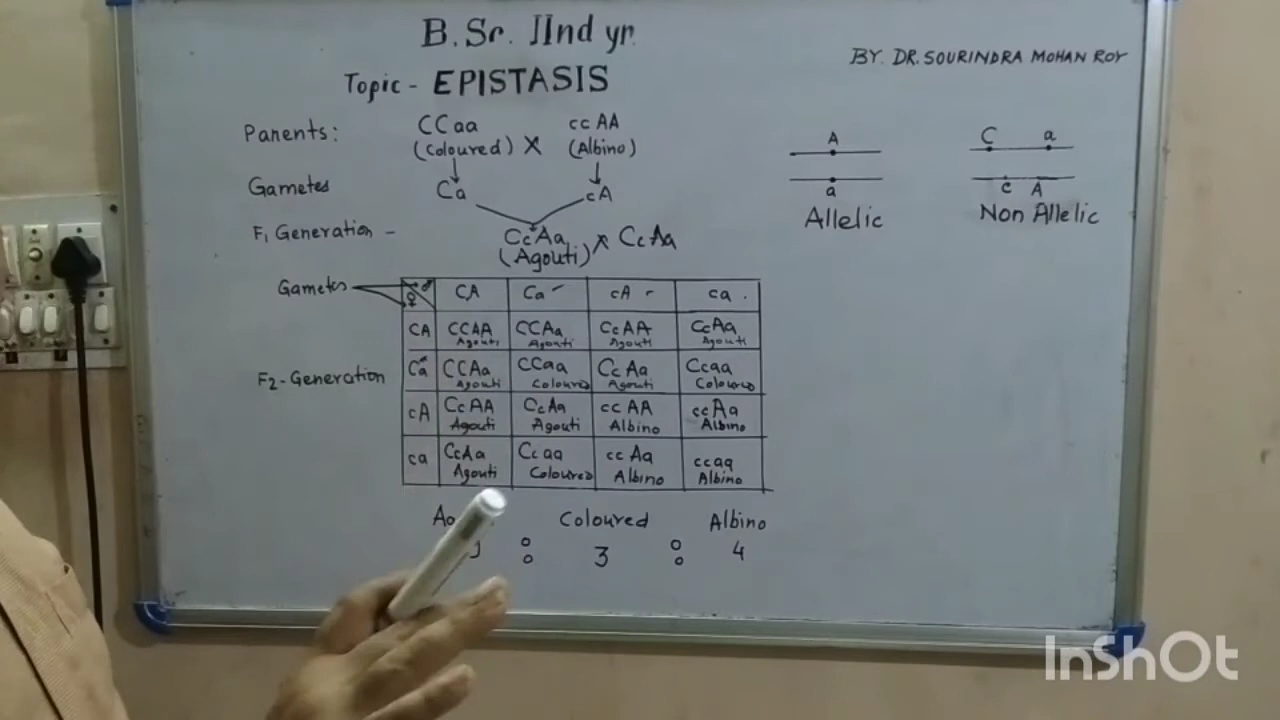 B.Sc. IInd yr.
BY. DR. SOURINDRA MOHAN ROY
Topic - EPISTASIS
Parents: CCaa X ccAA
(Coloured) (Albino)
Gametes Ca cA
F1 Generation - CcAa X CcAa
(Agouti)
A
a
Allelic
C a
c A
Non Allelic
Gametes ♂ ♀ CA Ca cA ca
F2 - Generation
CA CCAA CCAa CcAA CcAa
Agouti Agouti Agouti Agouti
Ca CCAa CCaa CcAa Ccaa
Agouti Coloured Agouti Coloured
cA CcAA CcAa ccAA ccAa
Agouti Agouti Albino Albino
ca CcAa Ccaa ccAa ccaa
Agouti Coloured Albino Albino
Coloured Albino
: 3 : 4
InShOt